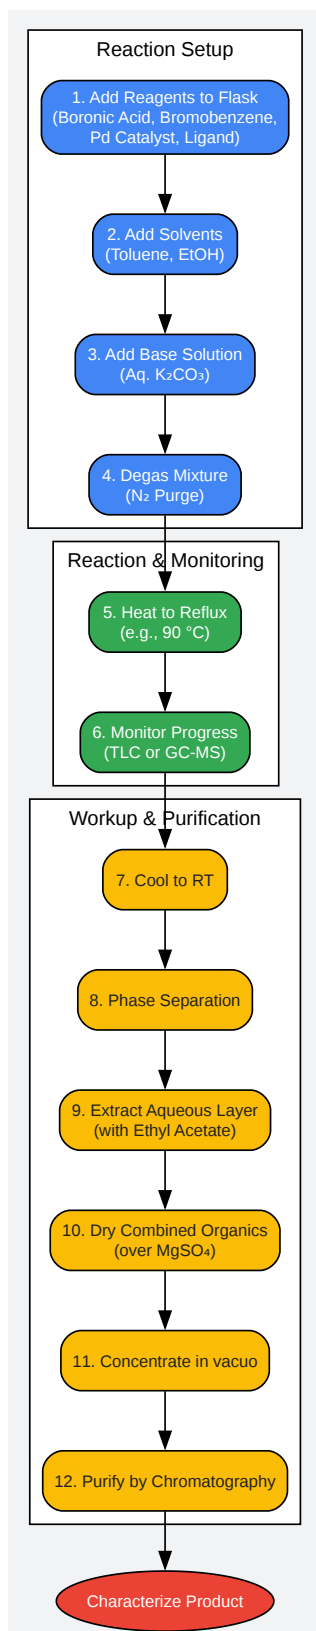 Reaction Setup
1. Add Reagents to Flask
(Boronic Acid, Bromobenzene,
Pd Catalyst, Ligand)
2. Add Solvents
(Toluene, EtOH)
3. Add Base Solution
(Aq. K₂CO₃)
4. Degas Mixture
(N₂ Purge)
Reaction & Monitoring
5. Heat to Reflux
(e.g., 90 °C)
6. Monitor Progress
(TLC or GC-MS)
Workup & Purification
7. Cool to RT
8. Phase Separation
9. Extract Aqueous Layer
(with Ethyl Acetate)
10. Dry Combined Organics
(over MgSO₄)
11. Concentrate in vacuo
12. Purify by Chromatography
Characterize Product